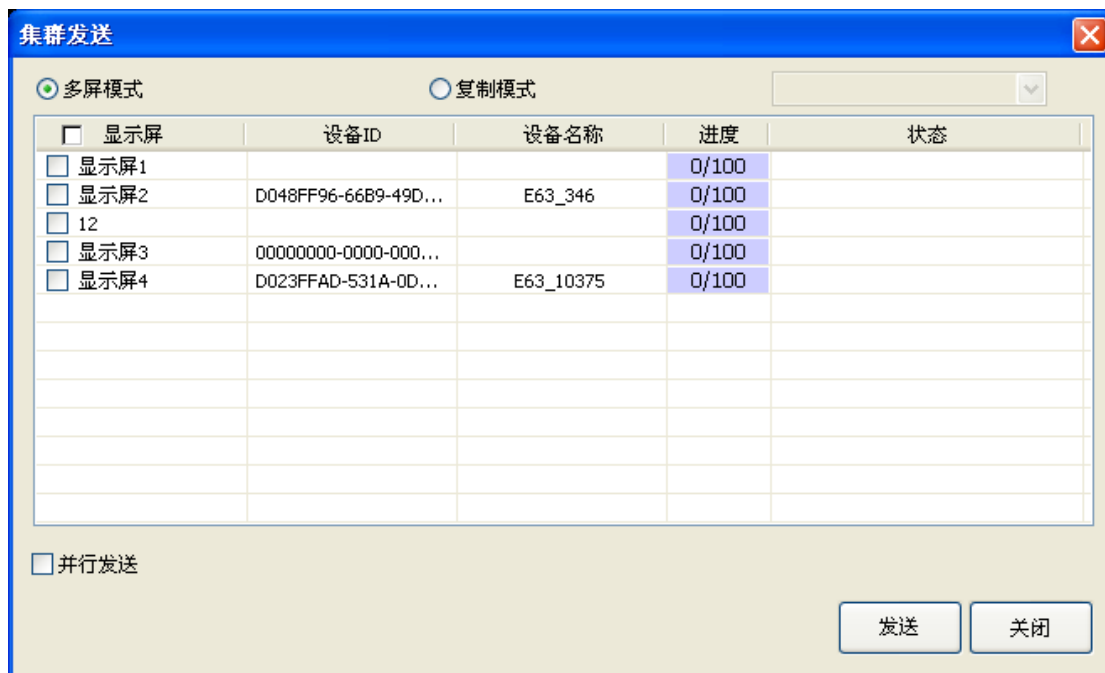 集群发送
多屏模式 复制模式
显示屏 设备ID 设备名称 进度 状态
显示屏1 0/100
显示屏2 D048FF96-66B9-49D... E63_346 0/100
12 0/100
显示屏3 00000000-0000-000... 0/100
显示屏4 D023FFAD-531A-0D... E63_10375 0/100
并行发送
发送 关闭